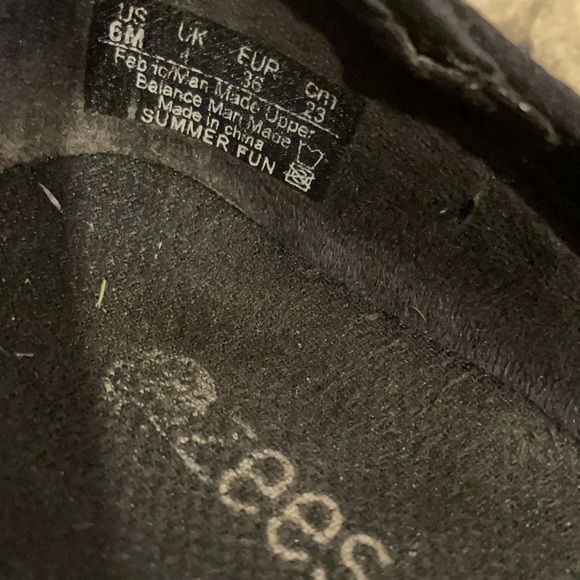 US UK EUR cm
6M 4 36 23
Fabric/Man Made Upper
Balance Man Made
Made in china
SUMMER FUN